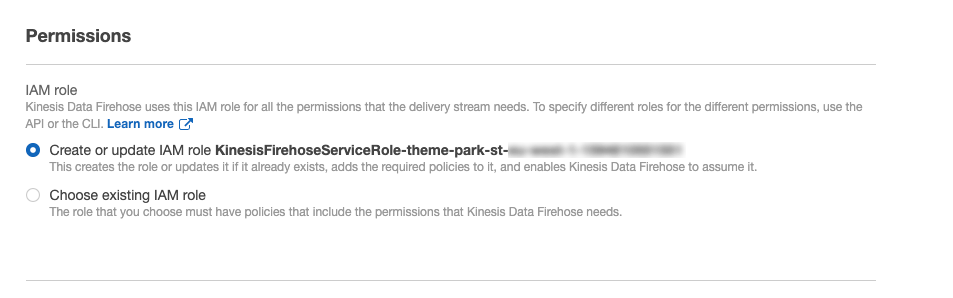 Permissions
IAM role
Kinesis Data Firehose uses this IAM role for all the permissions that the delivery stream needs. To specify different roles for the different permissions, use the
API or the CLI. Learn more
Create or update IAM role KinesisFirehoseServiceRole-theme-park-st-
This creates the role or updates it if it already exists, adds the required policies to it, and enables Kinesis Data Firehose to assume it.
Choose existing IAM role
The role that you choose must have policies that include the permissions that Kinesis Data Firehose needs.